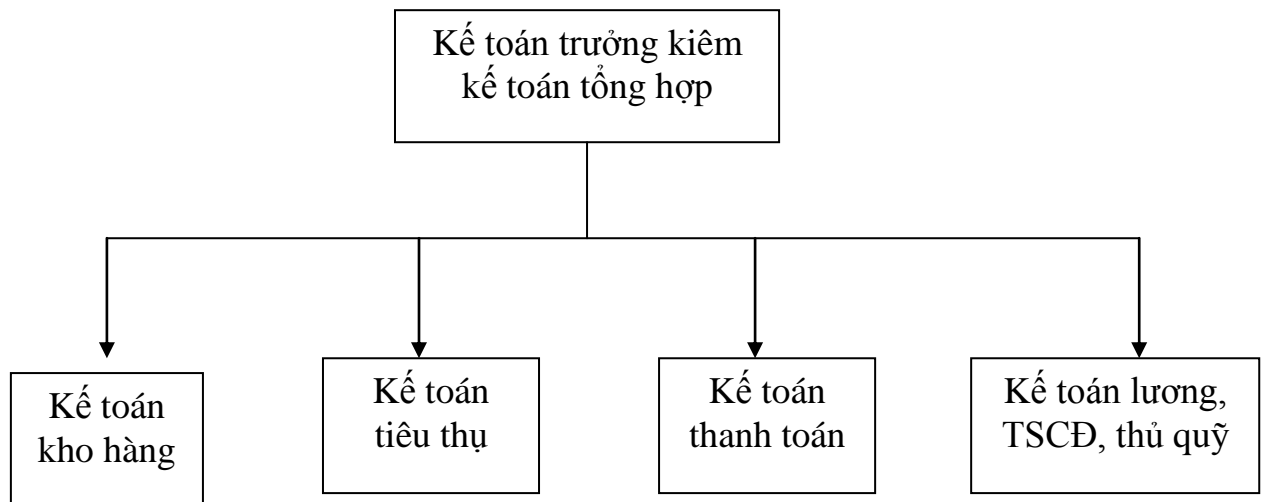 Kế toán trưởng kiêm
kế toán tổng hợp
Kế toán
kho hàng
Kế toán
tiêu thụ
Kế toán
thanh toán
Kế toán lương,
TSCĐ, thủ quỹ